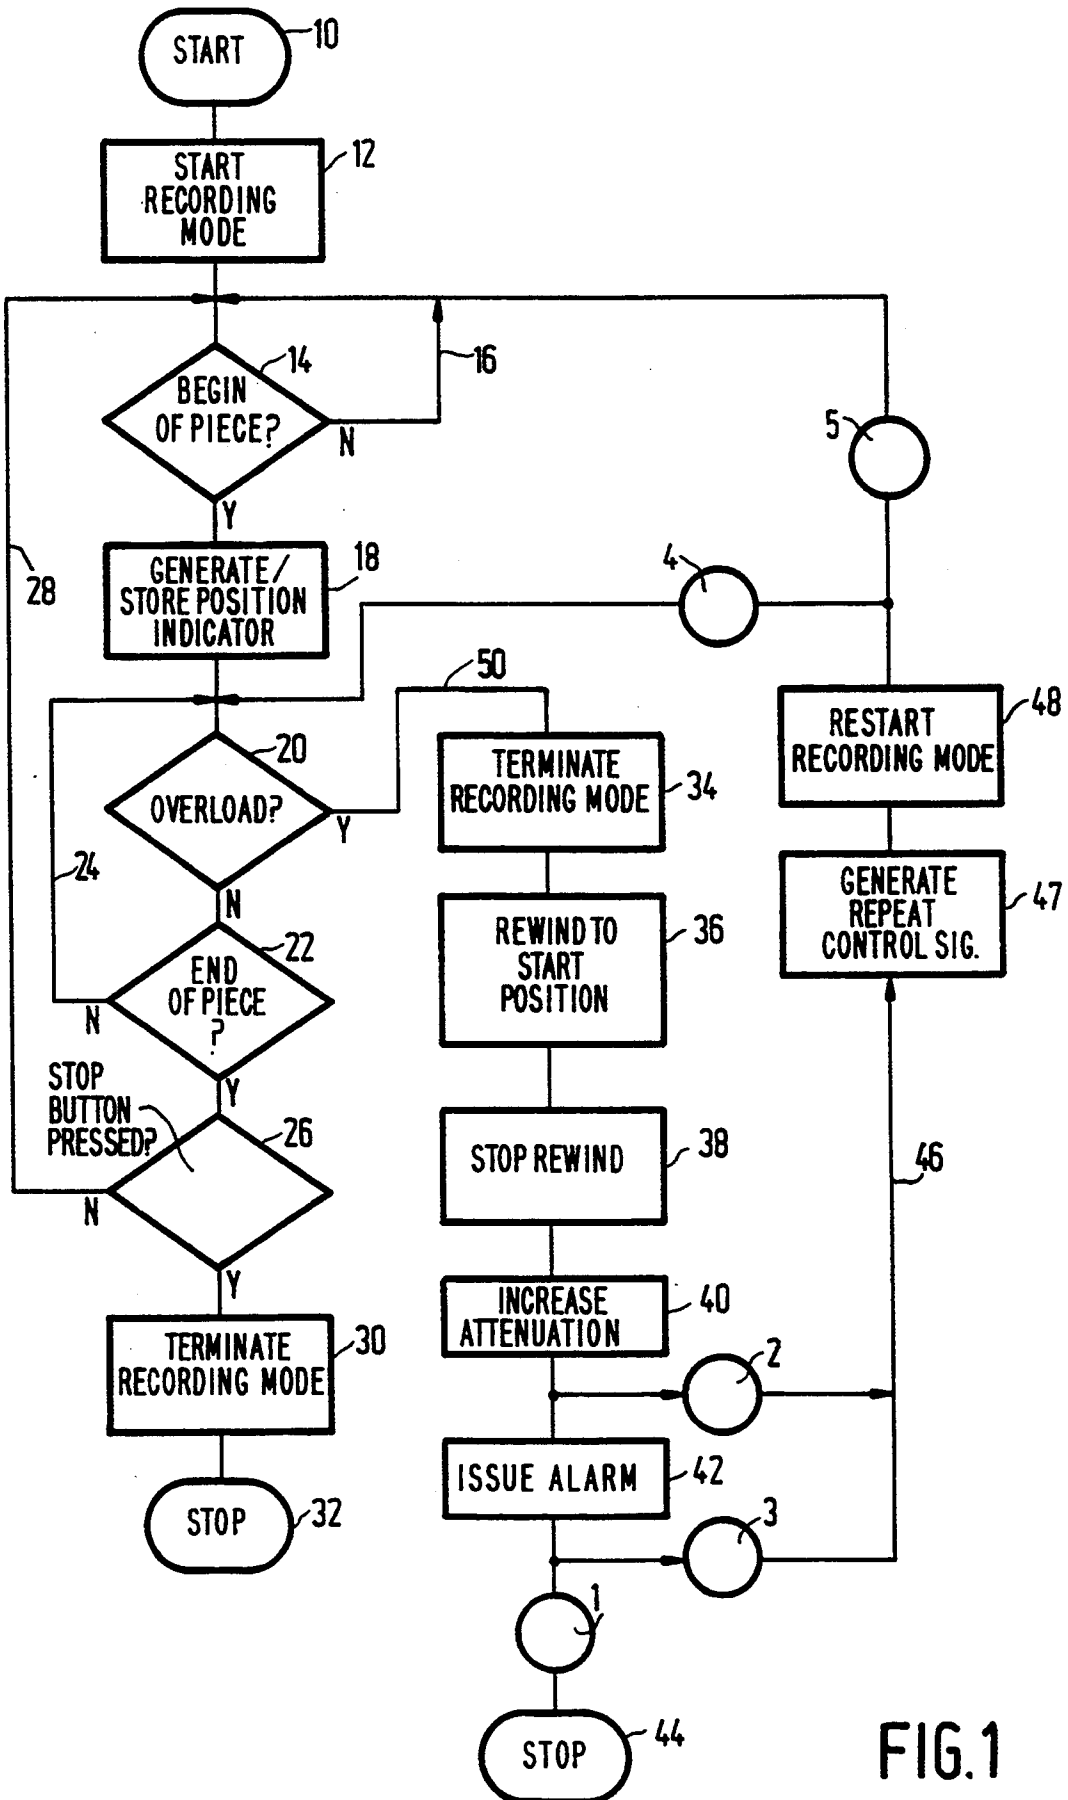 START
10
START
RECORDING
MODE
12
BEGIN
OF PIECE?
14
N
16
Y
5
GENERATE/
STORE POSITION
INDICATOR
18
28
4
50
OVERLOAD?
20
Y
N
24
TERMINATE
RECORDING MODE
34
RESTART
RECORDING MODE
48
END
OF PIECE
?
22
N
Y
REWIND TO
START
POSITION
36
GENERATE
REPEAT
CONTROL SIG.
47
STOP
BUTTON
PRESSED?
26
N
Y
STOP REWIND
38
46
INCREASE
ATTENUATION
40
TERMINATE
RECORDING MODE
30
2
ISSUE ALARM
42
STOP
32
3
1
STOP
44
FIG.1